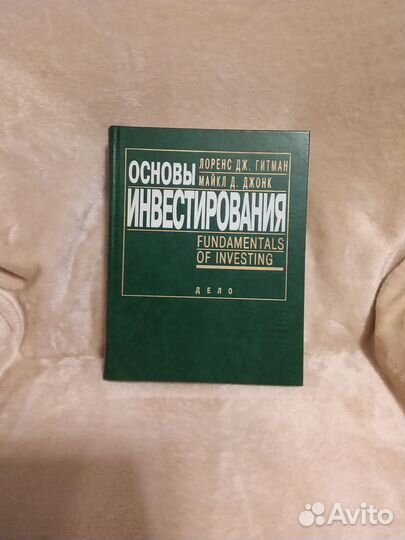 ЛОРЕНС ДЖ. ГИТМАН
МАЙКЛ Д. ДЖОНК
ОСНОВЫ
ИНВЕСТИРОВАНИЯ
FUNDAMENTALS
OF INVESTING
ДЕЛО
Avito